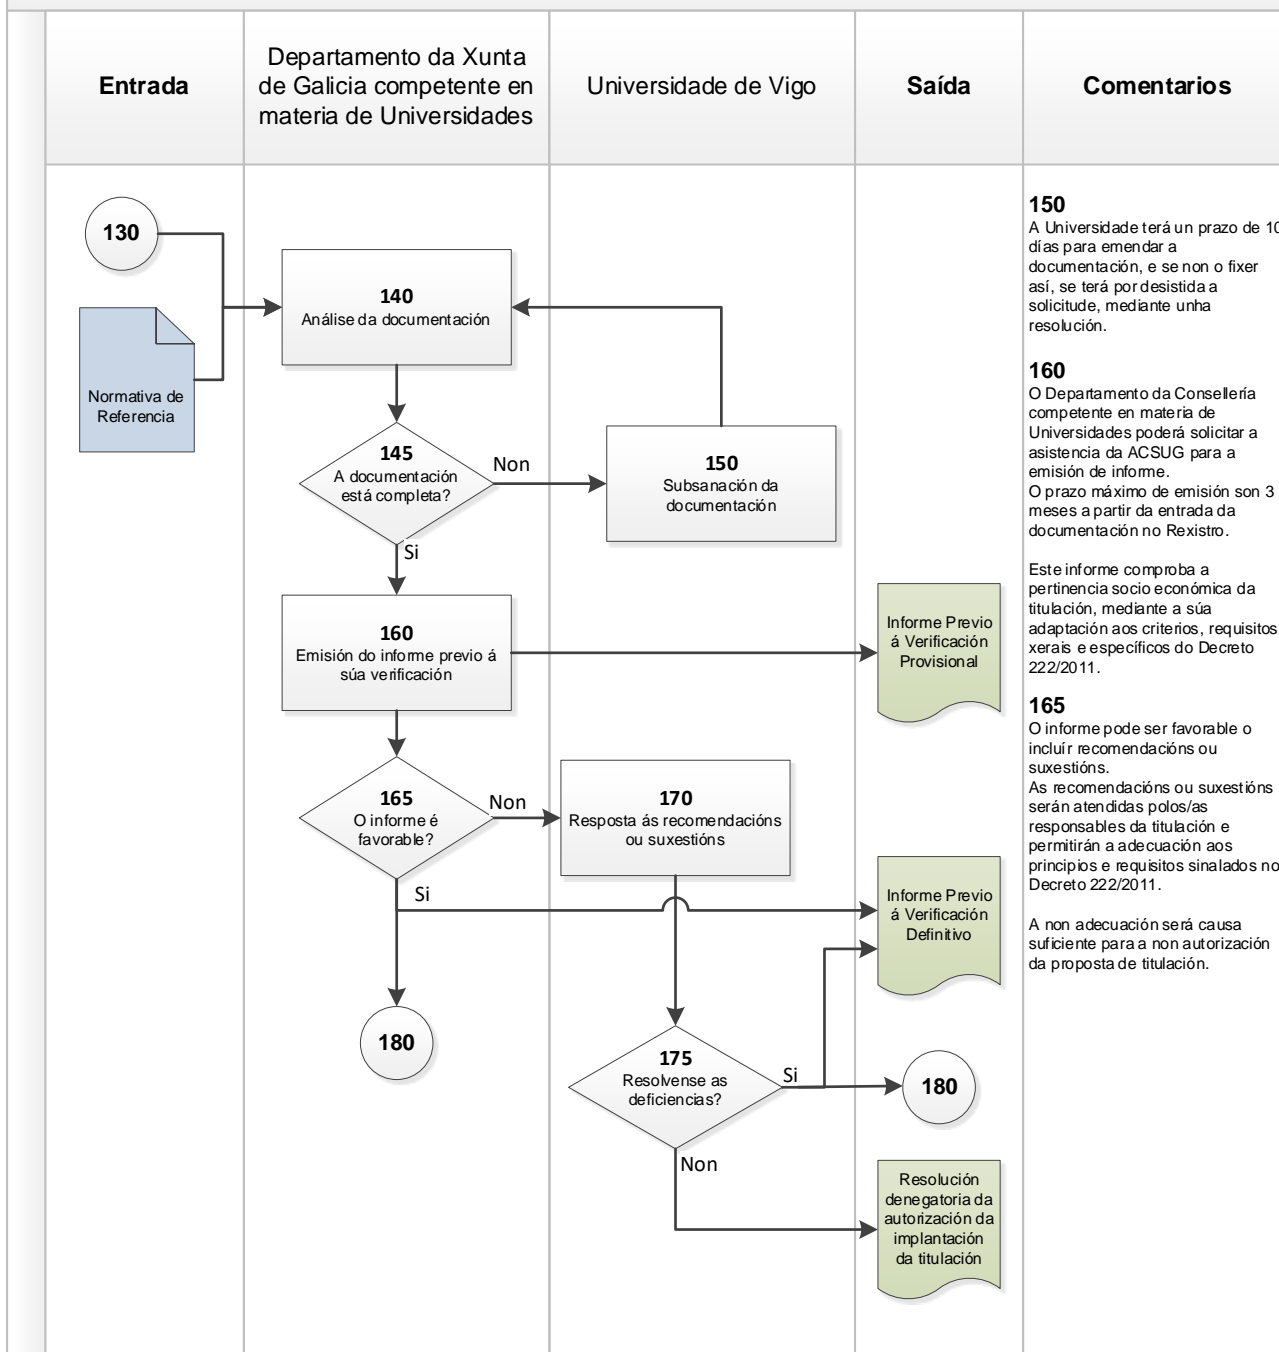 Entrada
Departamento da Xunta
de Galicia competente en
materia de Universidades
Universidade de Vigo
Saída
Comentarios
130
Normativa de
Referencia
140
Análise da documentación
145
A documentación
está completa?
Non
150
Subsanación da
documentación
Si
160
Emisión do informe previo á
súa verificación
Informe Previo
á Verificación
Provisional
165
O informe é
favorable?
Non
170
Resposta ás recomendacións
ou suxestións
Si
Informe Previo
á Verificación
Definitivo
180
175
Resolvense as
deficiencias?
Si
180
Non
Resolución
denegatoria da
autorización da
implantación
da titulación
150
A Universidade terá un prazo de 10
días para emendar a
documentación, e se non o fixer
así, se terá por desistida a
solicitude, mediante unha
resolución.
160
O Departamento da Consellería
competente en materia de
Universidades poderá solicitar a
asistencia da ACSUG para a
emisión de informe.
O prazo máximo de emisión son 3
meses a partir da entrada da
documentación no Rexistro.
Este informe comproba a
pertinencia socio económica da
titulación, mediante a súa
adaptación aos criterios, requisitos
xerais e específicos do Decreto
222/2011.
165
O informe pode ser favorable o
incluír recomendacións ou
suxestións.
As recomendacións ou suxestións
serán atendidas polos/as
responsables da titulación e
permitirán a adecuación aos
principios e requisitos sinalados no
Decreto 222/2011.
A non adecuación será causa
suficiente para a non autorización
da proposta de titulación.